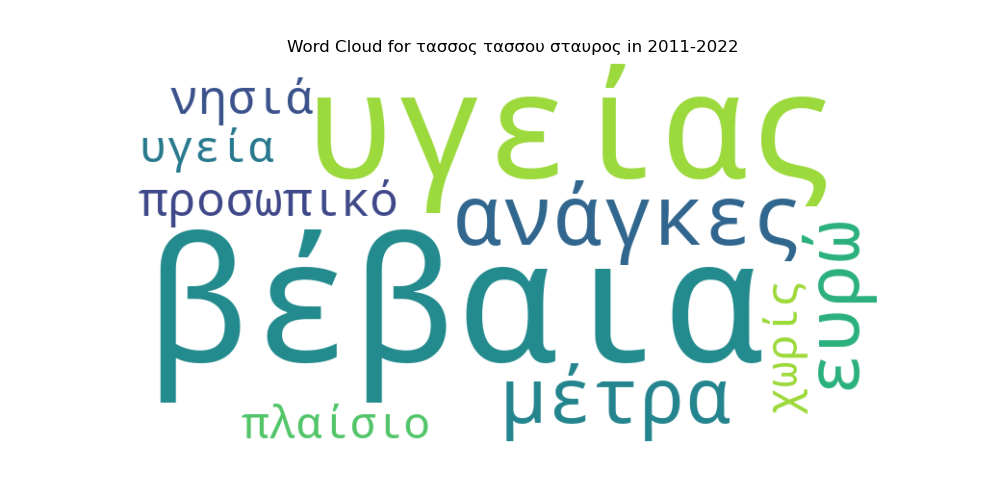 Word Cloud for τασσος τασσου σταυρος in 2011-2022
νησιά
υγείας
υγεία
προσωπικό
ανάγκες
βέβαια
χωρίς
ευρώ
μέτρα
πλαίσιο